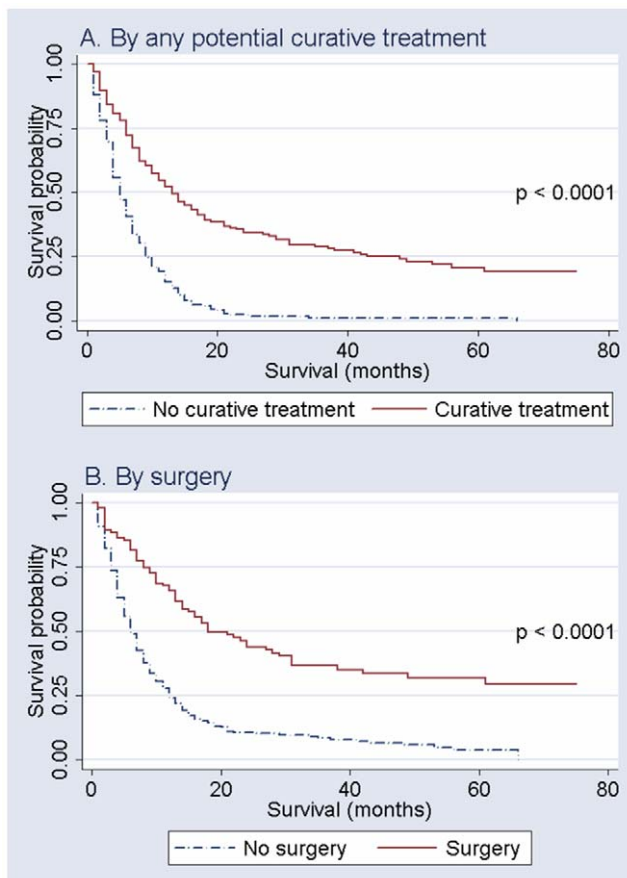 A. By any potential curative treatment
1.00
0.75
0.50
0.25
0.00
Survival probability
p < 0.0001
0 20 40 60 80
Survival (months)
No curative treatment Curative treatment
B. By surgery
1.00
0.75
0.50
0.25
0.00
Survival probability
p < 0.0001
0 20 40 60 80
Survival (months)
No surgery Surgery